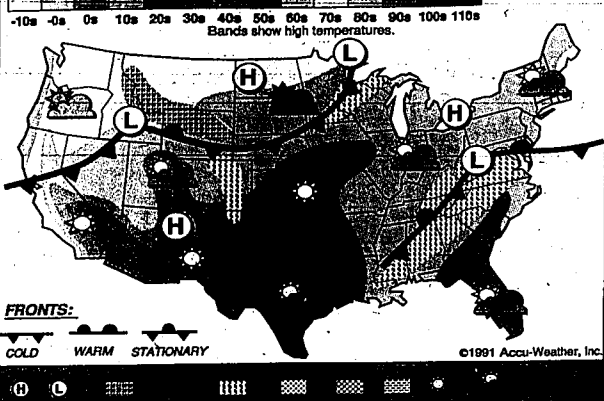 -10s -0s 0s 10s 20s 30s 40s 50s 60s 70s 80s 90s 100s 110s
Bands show high temperatures.
L
H
L
H
L
H
FRONTS:
COLD WARM STATIONARY
©1991 Accu-Weather, Inc.
H L